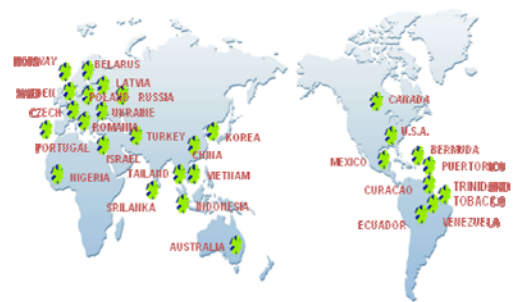 NORWAY
BELARUS
SWEDEN
LATVIA
POLAND
RUSSIA
CZECH
UKRAINE
ROMANIA
PORTUGAL
TURKEY
KOREA
ISRAEL
CHINA
NIGERIA
TAILAND
VIETNAM
SRILANKA
INDONESIA
AUSTRALIA
CANADA
U.S.A.
MEXICO
BERMUDA
PUERTORICO
CURACAO
TRINIDAD
TOBACCO
ECUADOR
VENEZUELA